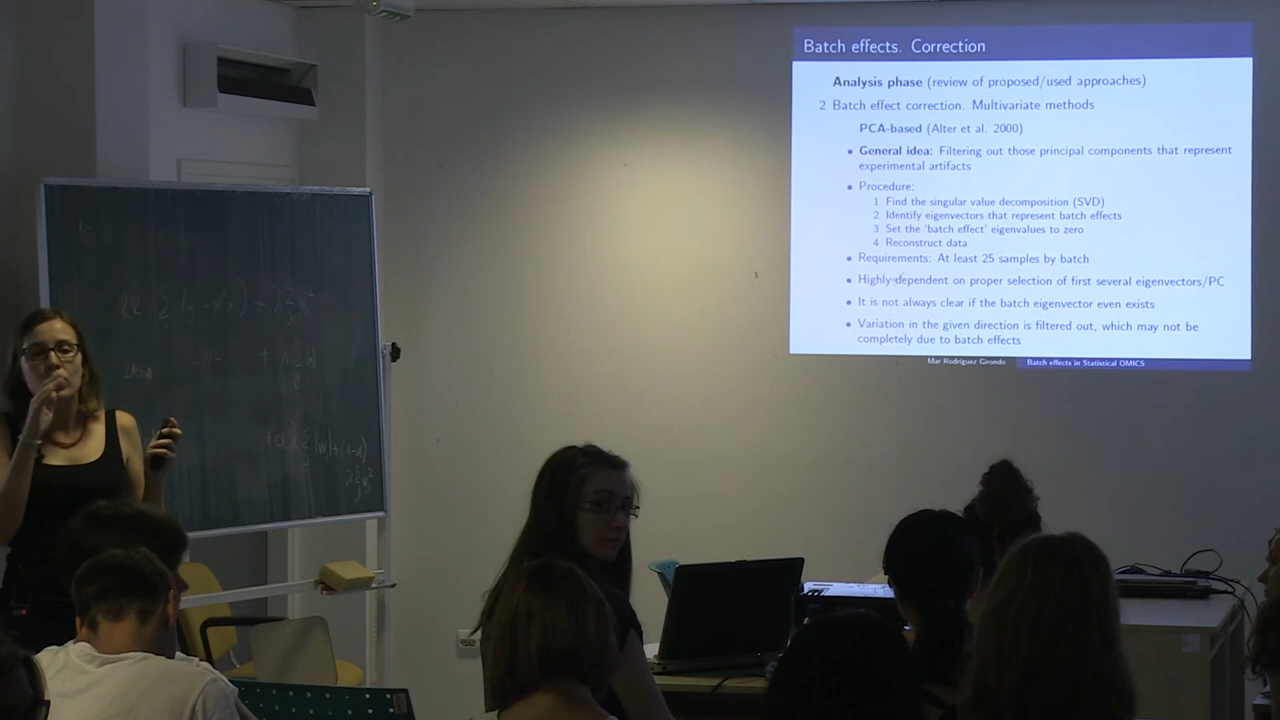 Batch effects. Correction
Analysis phase (review of proposed/used approaches)
2 Batch effect correction. Multivariate methods
PCA-based (Alter et al. 2000)
• General idea: Filtering out those principal components that represent
experimental artifacts
• Procedure:
1 Find the singular value decomposition (SVD)
2 Identify eigenvectors that represent batch effects
3 Set the 'batch effect' eigenvalues to zero
4 Reconstruct data
• Requirements: At least 25 samples by batch
• Highly dependent on proper selection of first several eigenvectors/PC
• It is not always clear if the batch eigenvector even exists
• Variation in the given direction is filtered out, which may not be
completely due to batch effects
Mar Rodríguez Girondo Batch effects in Statistical OMICS
RR
LASSO